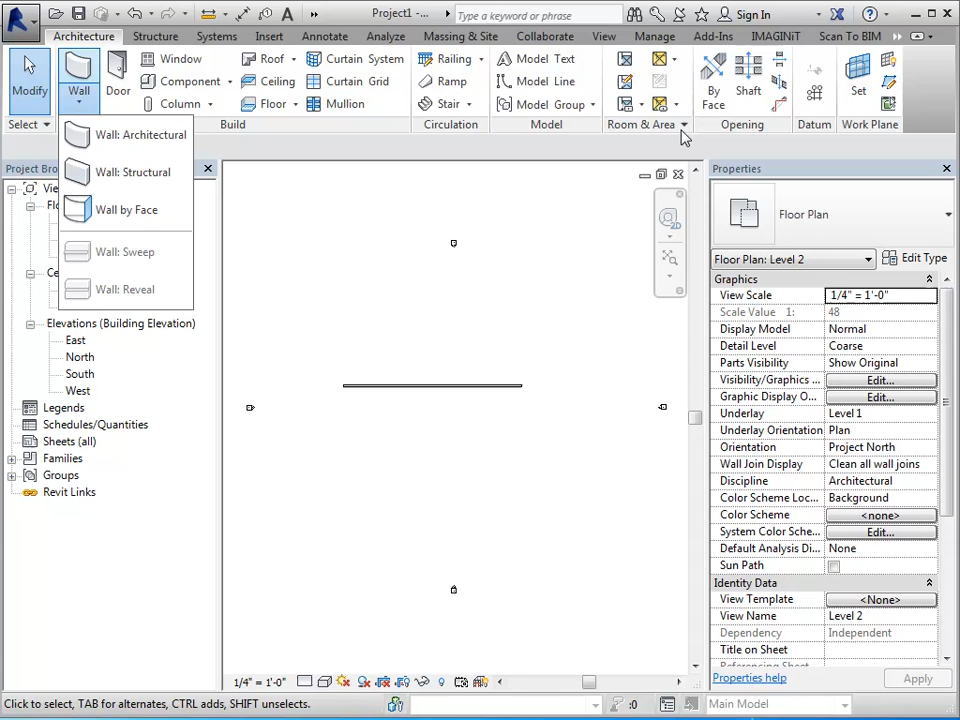 Project1 -...
Type a keyword or phrase
Sign In
Architecture Structure Systems Insert Annotate Analyze Massing & Site Collaborate View Manage Add-Ins IMAGINiT Scan To BIM
Modify
Wall
Door
Window
Component
Column
Roof
Ceiling
Floor
Curtain System
Curtain Grid
Mullion
Railing
Ramp
Stair
Model Text
Model Line
Model Group
By
Face
Shaft
Set
Select Build Circulation Model Room & Area Opening Datum Work Plane
Wall: Architectural
Wall: Structural
Wall by Face
Wall: Sweep
Wall: Reveal
Project Bro
Elevations (Building Elevation)
East
North
South
West
Legends
Schedules/Quantities
Sheets (all)
Families
Groups
Revit Links
2D
Properties
Floor Plan
Floor Plan: Level 2 Edit Type
Graphics
View Scale 1/4" = 1'-0"
Scale Value 1: 48
Display Model Normal
Detail Level Coarse
Parts Visibility Show Original
Visibility/Graphics ... Edit...
Graphic Display O... Edit...
Underlay Level 1
Underlay Orientation Plan
Orientation Project North
Wall Join Display Clean all wall joins
Discipline Architectural
Color Scheme Loc... Background
Color Scheme <none>
System Color Sche... Edit...
Default Analysis Di... None
Sun Path
Identity Data
View Template <None>
View Name Level 2
Dependency Independent
Title on Sheet
Properties help Apply
1/4" = 1'-0"
Click to select, TAB for alternates, CTRL adds, SHIFT unselects.
:0
Main Model